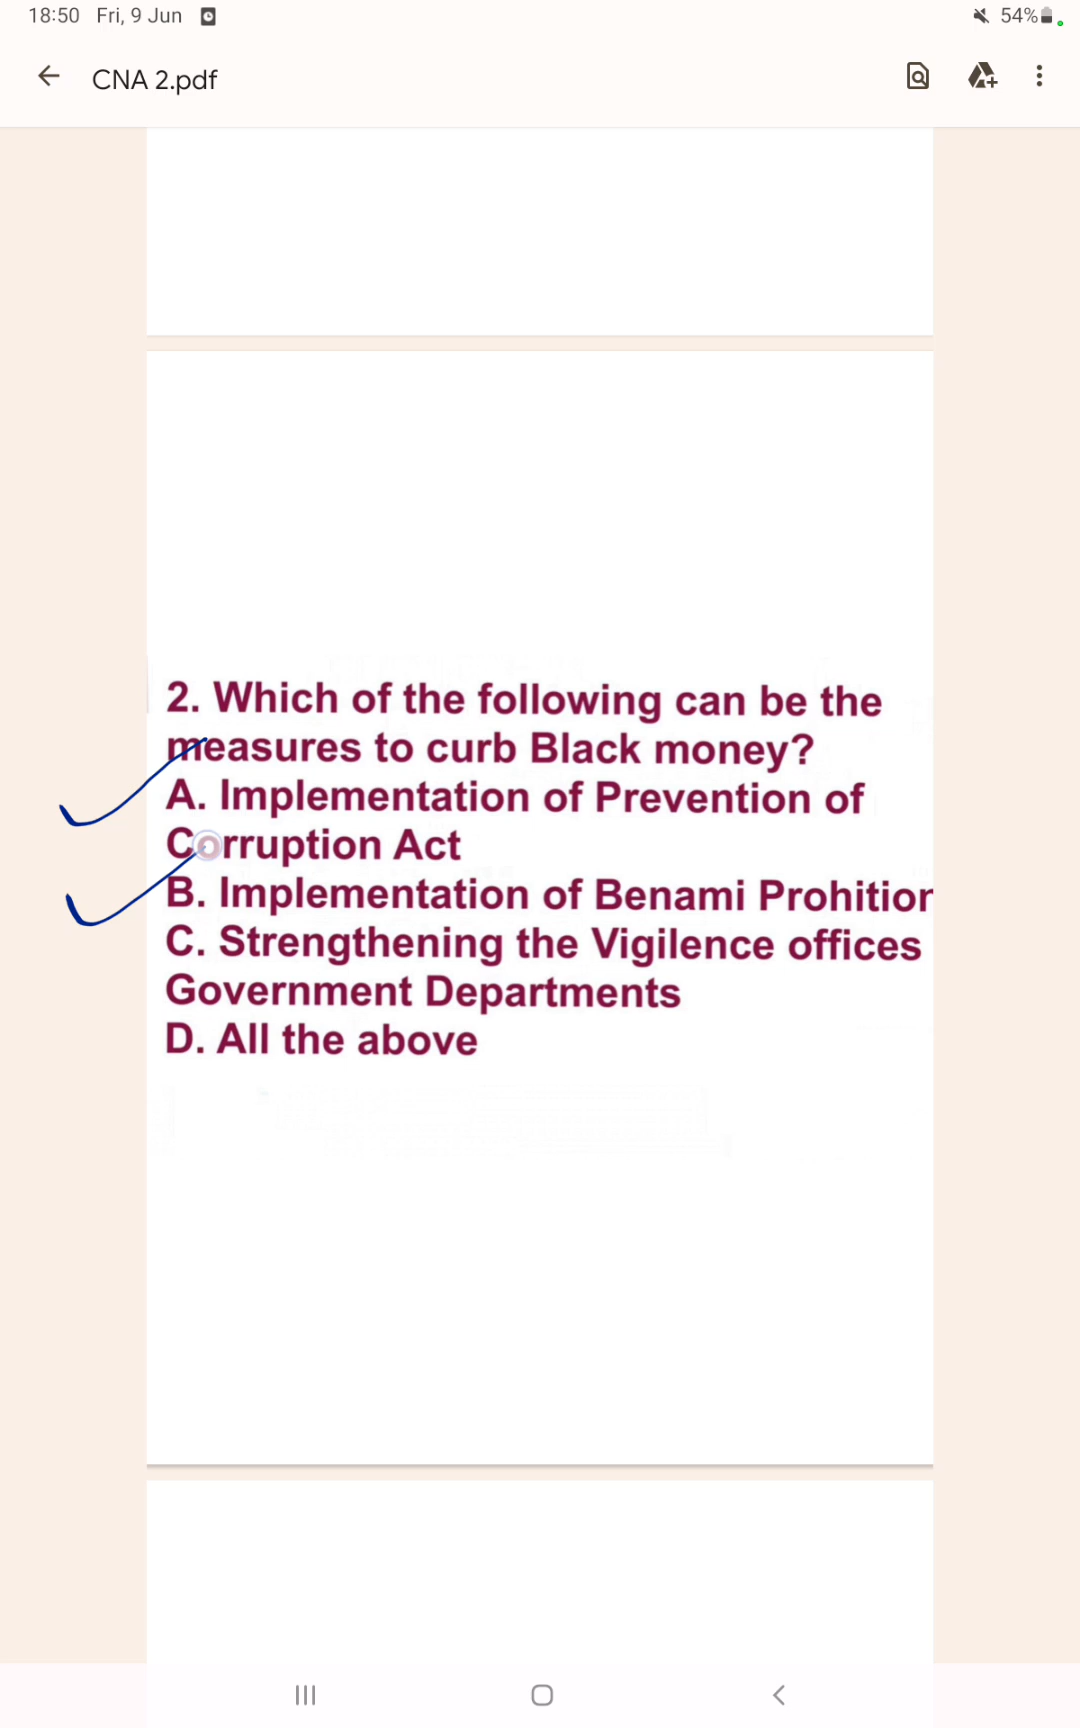 18:50 Fri, 9 Jun 54%
CNA 2.pdf
2. Which of the following can be the
measures to curb Black money?
A. Implementation of Prevention of
Corruption Act
B. Implementation of Benami Prohition
C. Strengthening the Vigilence offices
Government Departments
D. All the above